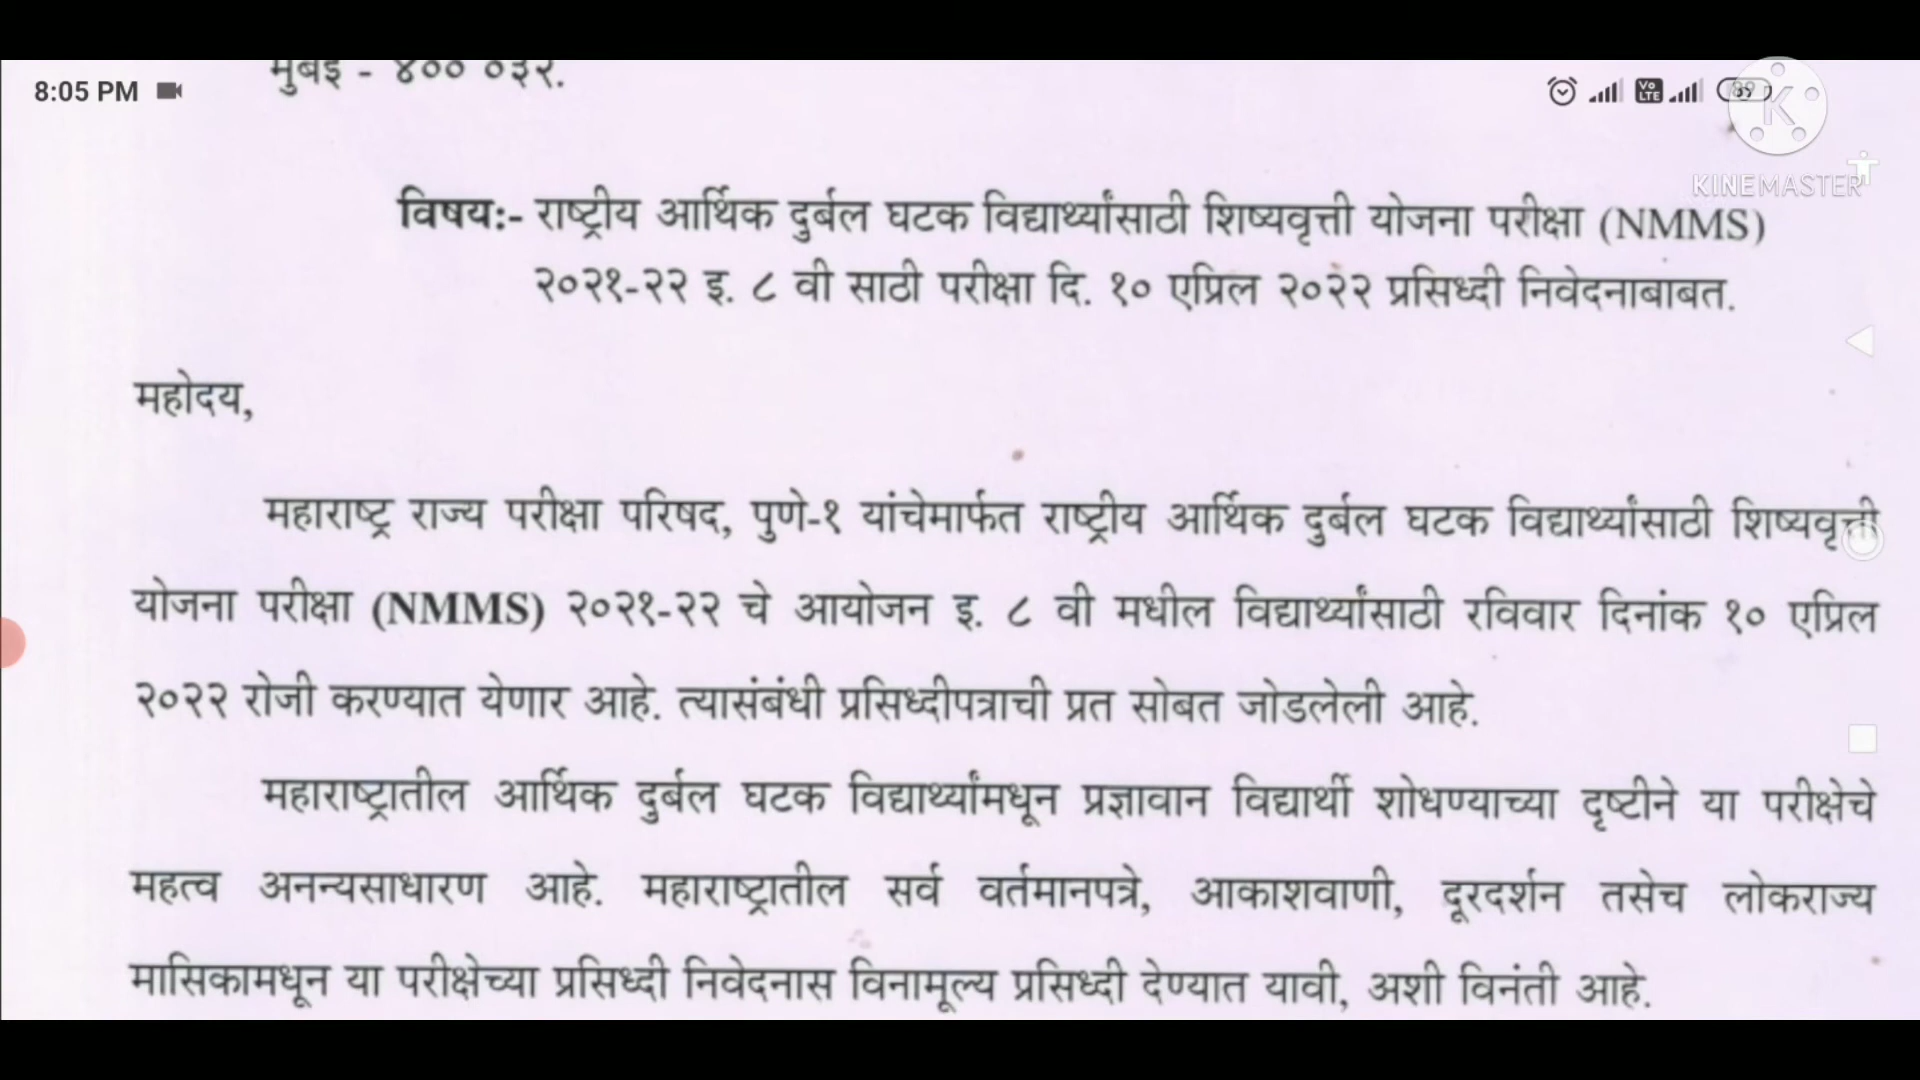 मुंबई - ४०० ०३२.
8:05 PM
Vo LTE
89
KINEMASTER
विषयः- राष्ट्रीय आर्थिक दुर्बल घटक विद्यार्थ्यांसाठी शिष्यवृत्ती योजना परीक्षा (NMMS)
२०२१-२२ इ. ८ वी साठी परीक्षा दि. १० एप्रिल २०२२ प्रसिध्दी निवेदनाबाबत.
महोदय,
महाराष्ट्र राज्य परीक्षा परिषद, पुणे-१ यांचेमार्फत राष्ट्रीय आर्थिक दुर्बल घटक विद्यार्थ्यांसाठी शिष्यवृत्ती
योजना परीक्षा (NMMS) २०२१-२२ चे आयोजन इ. ८ वी मधील विद्यार्थ्यांसाठी रविवार दिनांक १० एप्रिल
२०२२ रोजी करण्यात येणार आहे. त्यासंबंधी प्रसिध्दीपत्राची प्रत सोबत जोडलेली आहे.
महाराष्ट्रातील आर्थिक दुर्बल घटक विद्यार्थ्यांमधून प्रज्ञावान विद्यार्थी शोधण्याच्या दृष्टीने या परीक्षेचे
महत्व अनन्यसाधारण आहे. महाराष्ट्रातील सर्व वर्तमानपत्रे, आकाशवाणी, दूरदर्शन तसेच लोकराज्य
मासिकामधून या परीक्षेच्या प्रसिध्दी निवेदनास विनामूल्य प्रसिध्दी देण्यात यावी, अशी विनंती आहे.